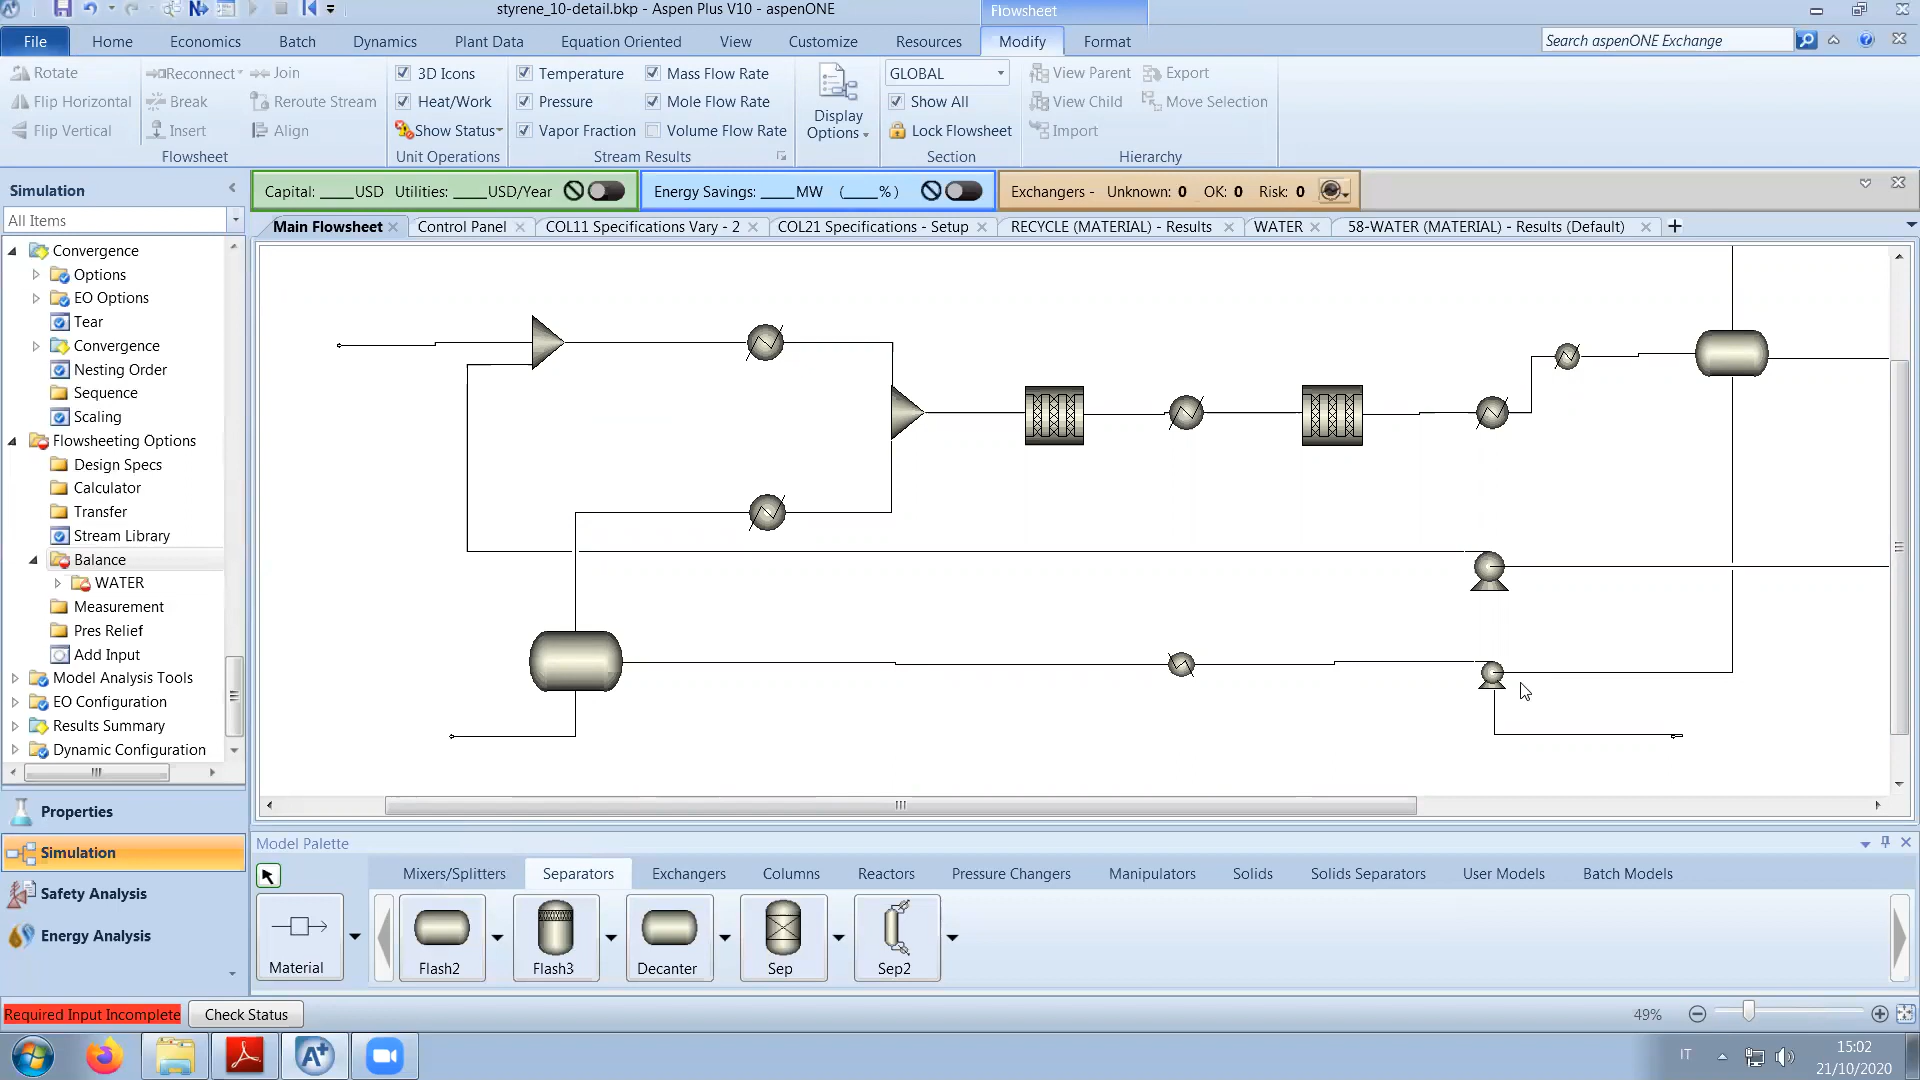 styrene_10-detail.bkp - Aspen Plus V10 - aspenONE
Flowsheet
File Home Economics Batch Dynamics Plant Data Equation Oriented View Customize Resources Modify Format
Search aspenONE Exchange
Rotate
Flip Horizontal
Flip Vertical
Reconnect
Break
Insert
Join
Reroute Stream
Align
Flowsheet
3D Icons
Heat/Work
Show Status
Unit Operations
Temperature
Pressure
Vapor Fraction
Mass Flow Rate
Mole Flow Rate
Volume Flow Rate
Stream Results
Display
Options
GLOBAL
Show All
Lock Flowsheet
Section
View Parent
View Child
Import
Export
Move Selection
Hierarchy
Simulation
All Items
Capital: ____USD Utilities: ____USD/Year
Energy Savings: ____MW (____%)
Exchangers - Unknown: 0 OK: 0 Risk: 0
Main Flowsheet
Control Panel
COL11 Specifications Vary - 2
COL21 Specifications - Setup
RECYCLE (MATERIAL) - Results
WATER
58-WATER (MATERIAL) - Results (Default)
Convergence
Options
EO Options
Tear
Convergence
Nesting Order
Sequence
Scaling
Flowsheeting Options
Design Specs
Calculator
Transfer
Stream Library
Balance
WATER
Measurement
Pres Relief
Add Input
Model Analysis Tools
EO Configuration
Results Summary
Dynamic Configuration
Properties
Simulation
Safety Analysis
Energy Analysis
Model Palette
Mixers/Splitters Separators Exchangers Columns Reactors Pressure Changers Manipulators Solids Solids Separators User Models Batch Models
Material
Flash2
Flash3
Decanter
Sep
Sep2
Required Input Incomplete
Check Status
49%
IT
15:02
21/10/2020